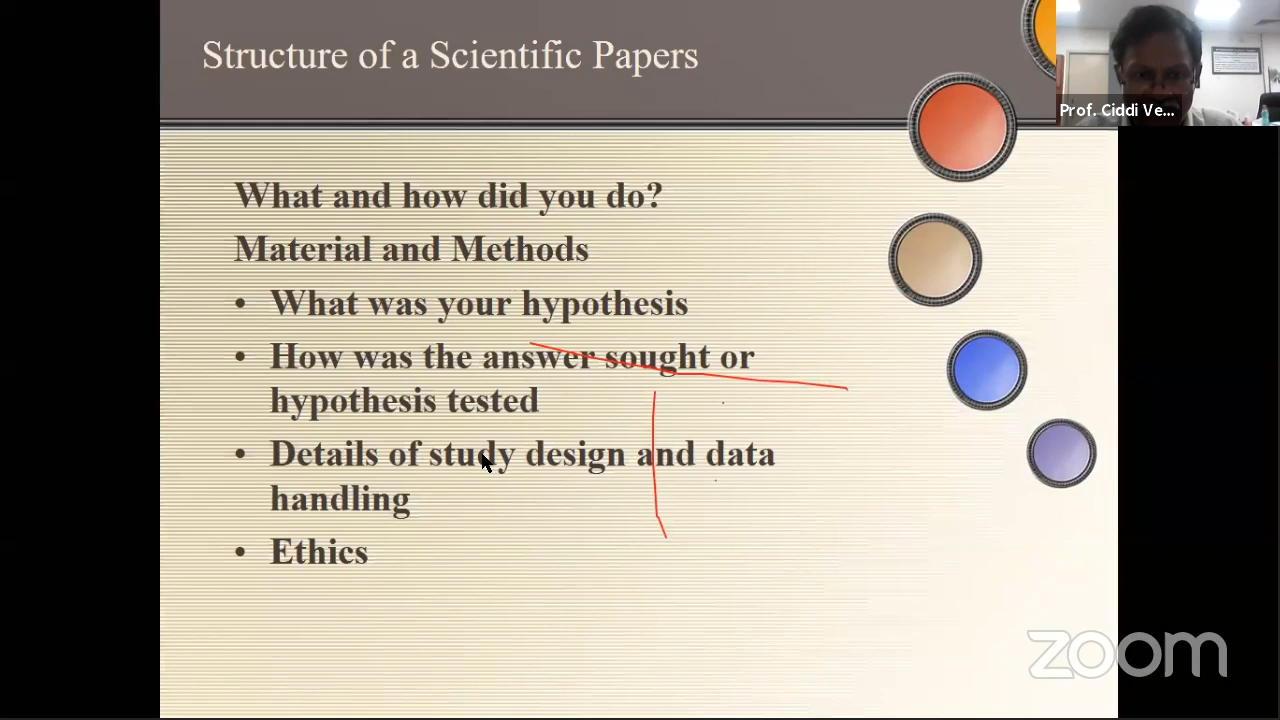 Structure of a Scientific Papers
Prof. Ciddi Ve...
What and how did you do?
Material and Methods
• What was your hypothesis
• How was the answer sought or
hypothesis tested
• Details of study design and data
handling
• Ethics
zoom